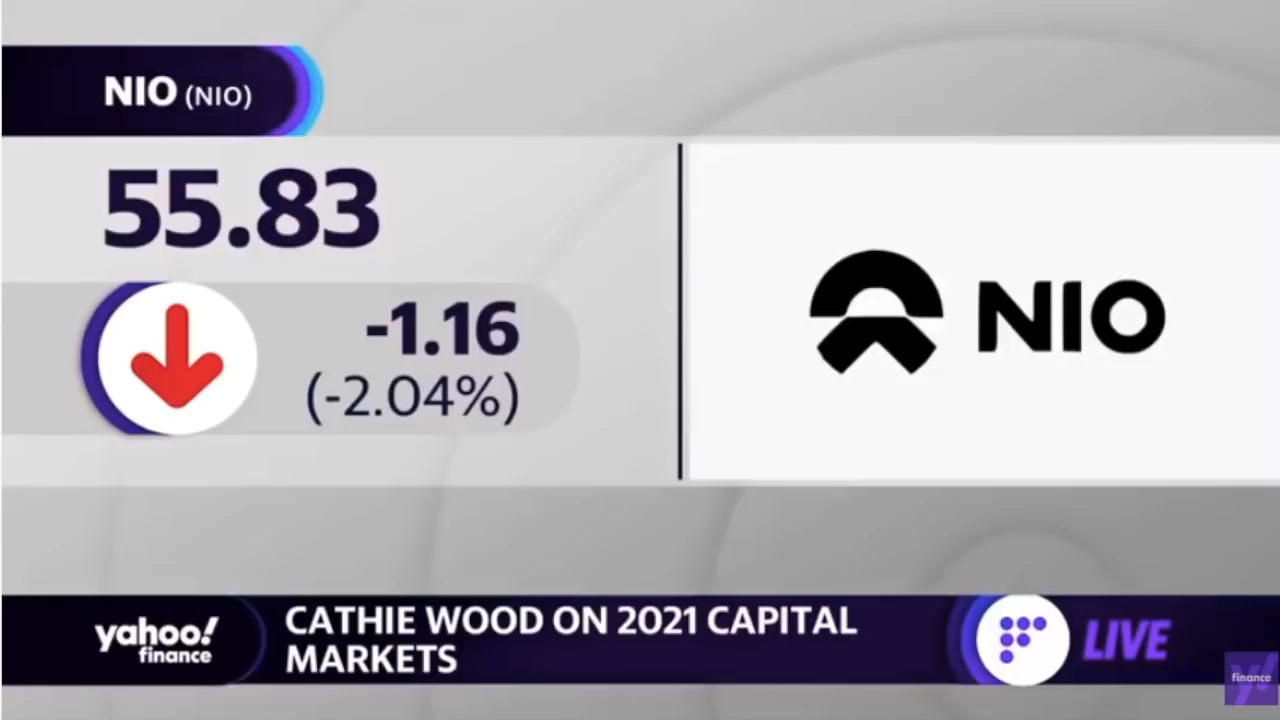 NIO (NIO)
55.83
-1.16
(-2.04%)
NIO
yahoo!
finance
CATHIE WOOD ON 2021 CAPITAL
MARKETS
LIVE
y!
finance